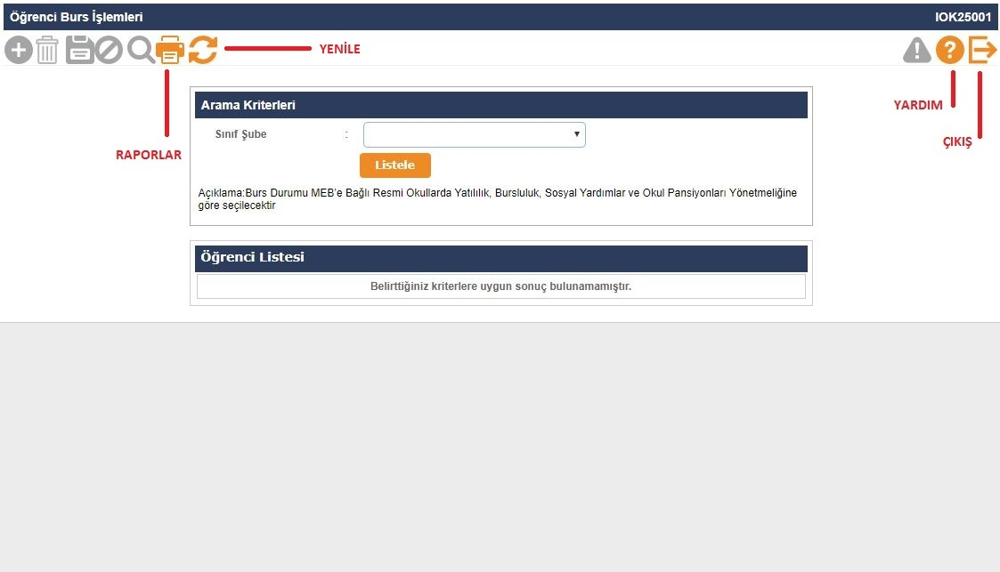 Öğrenci Burs İşlemleri IOK25001
YENİLE
YARDIM
ÇIKIŞ
RAPORLAR
Arama Kriterleri
Sınıf Şube :
Listele
Açıklama:Burs Durumu MEB'e Bağlı Resmi Okullarda Yatılılık, Bursluluk, Sosyal Yardımlar ve Okul Pansiyonları Yönetmeliğine
göre seçilecektir
Öğrenci Listesi
Belirttiğiniz kriterlere uygun sonuç bulunamamıştır.